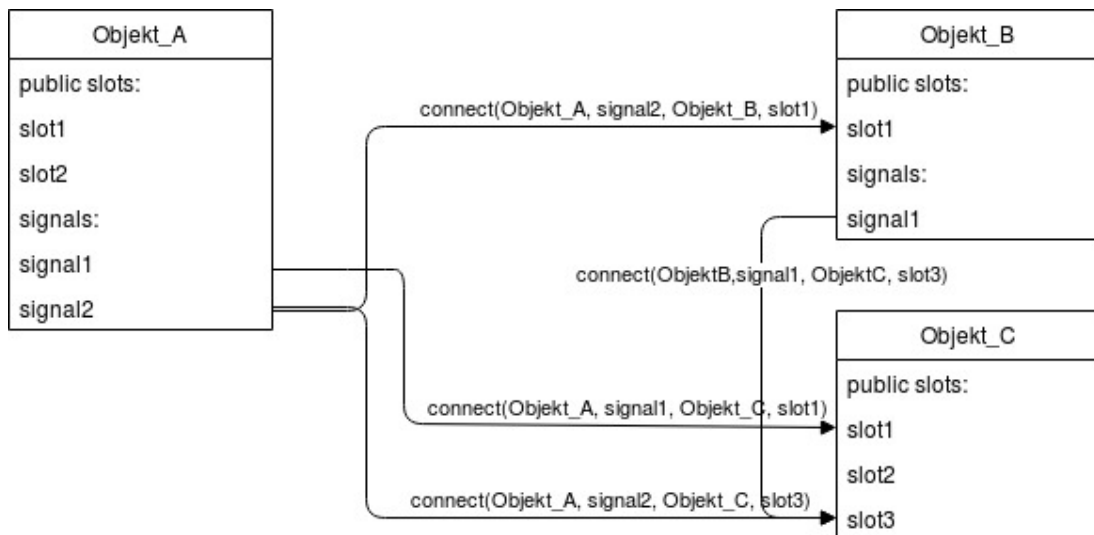 Objekt_A
public slots:
slot1
slot2
signals:
signal1
signal2
connect(Objekt_A, signal2, Objekt_B, slot1)
Objekt_B
public slots:
slot1
signals:
signal1
connect(ObjektB,signal1, ObjektC, slot3)
connect(Objekt_A, signal1, Objekt_C, slot1)
connect(Objekt_A, signal2, Objekt_C, slot3)
Objekt_C
public slots:
slot1
slot2
slot3